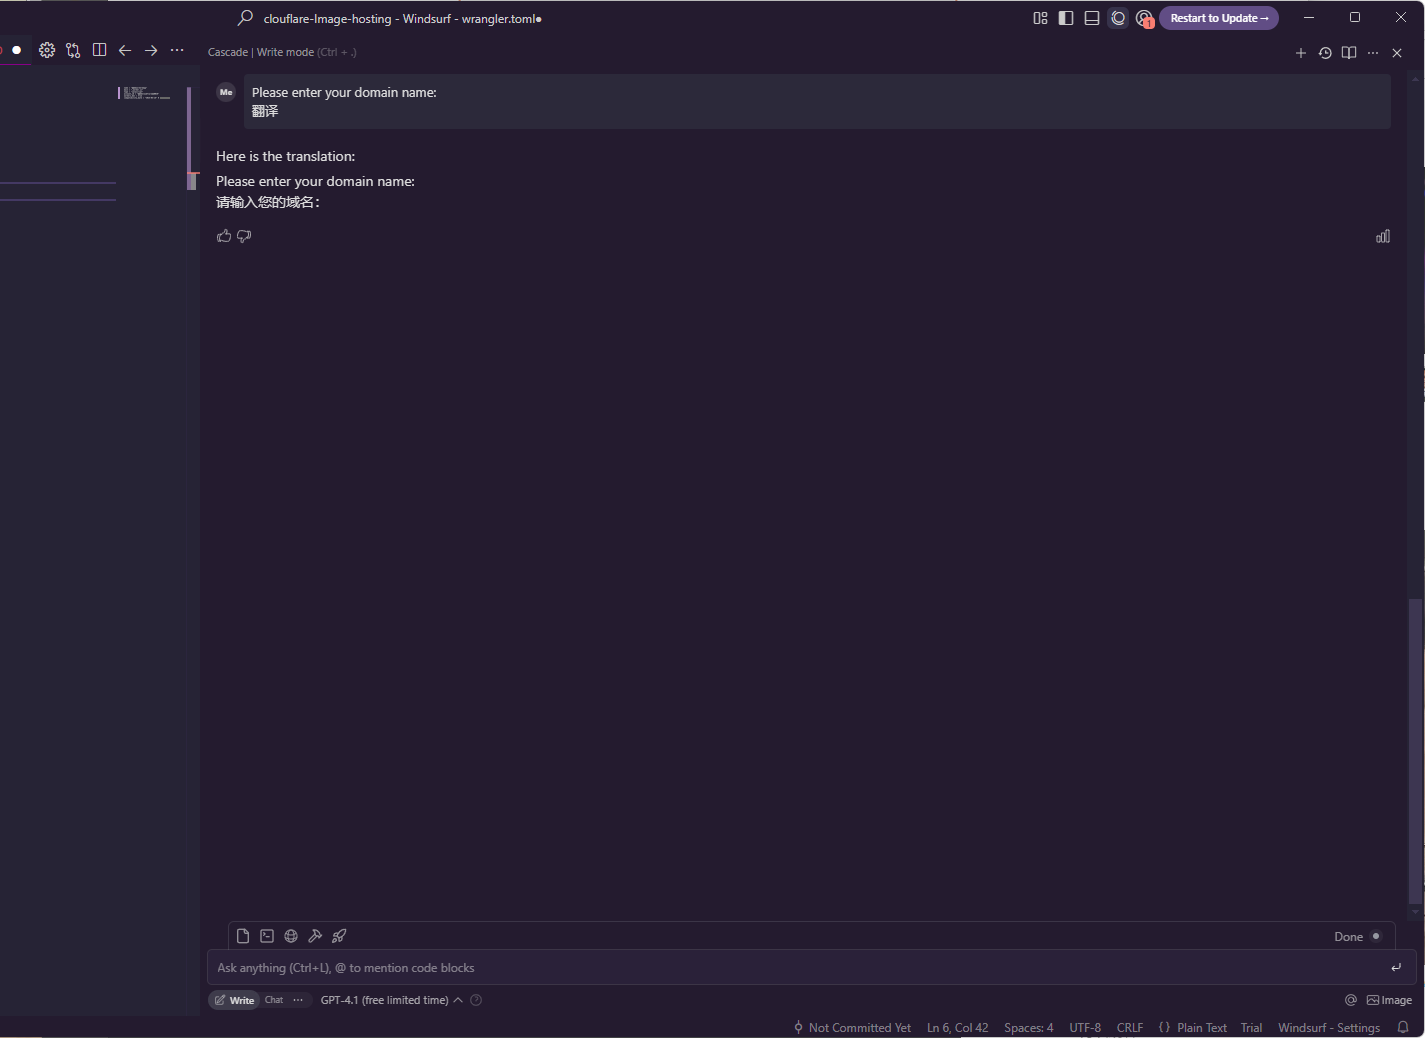 clouflare-Image-hosting - Windsurf - wrangler.toml●
1
Restart to Update →
Cascade | Write mode (Ctrl + .)
Me
Please enter your domain name:
翻译
Here is the translation:
Please enter your domain name:
请输入您的域名：
Done
Ask anything (Ctrl+L), @ to mention code blocks
Write Chat ··· GPT-4.1 (free limited time)
@ Image
Not Committed Yet Ln 6, Col 42 Spaces: 4 UTF-8 CRLF {} Plain Text Trial Windsurf - Settings